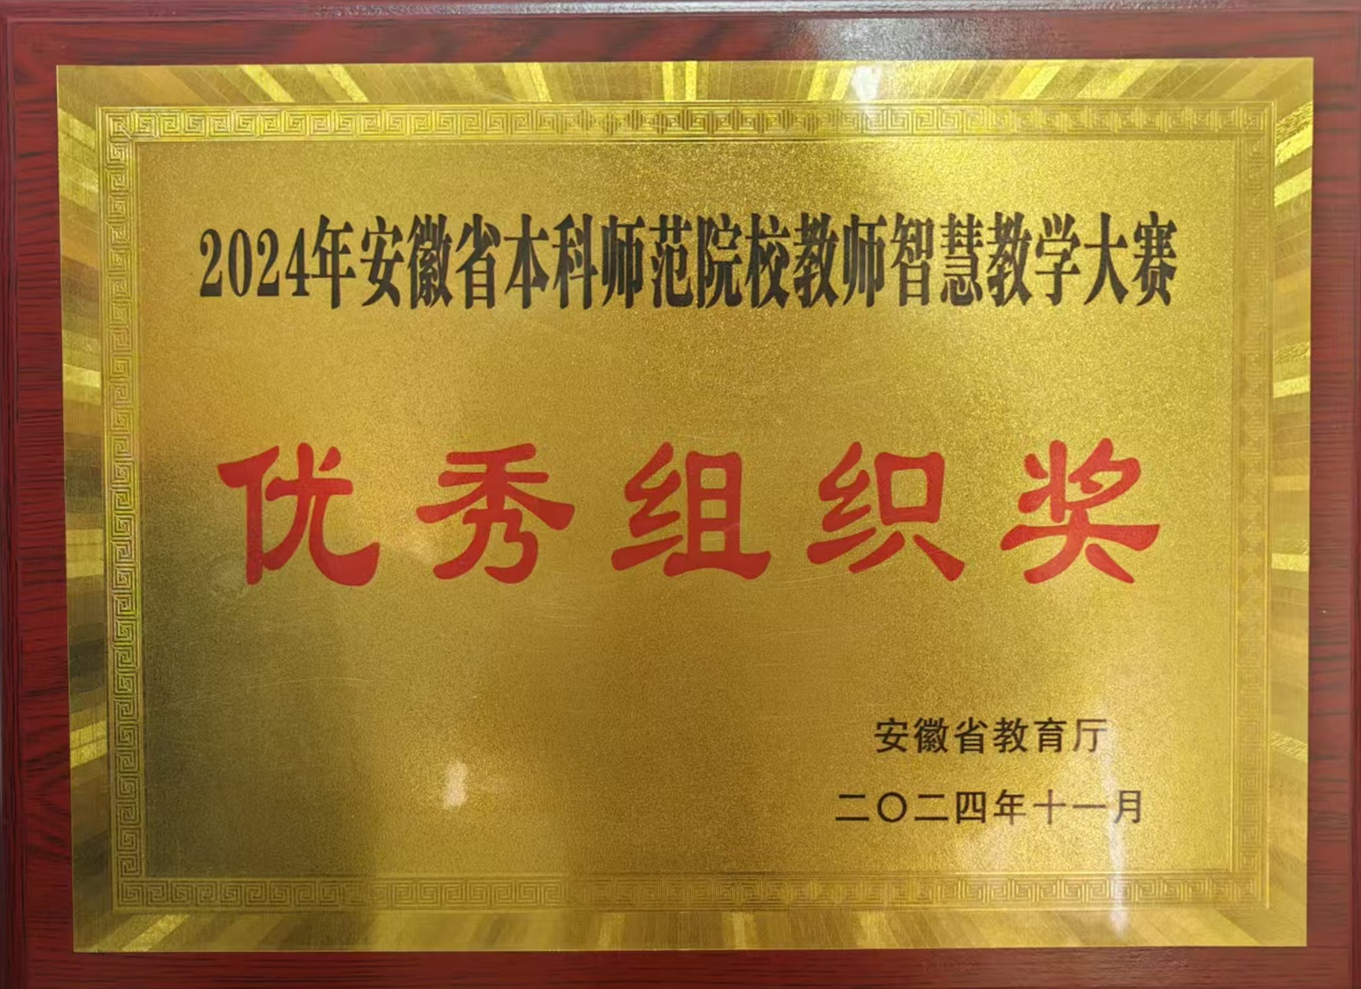 2024年安徽省本科师范院校教师智慧教学大赛
优秀组织奖
安徽省教育厅
二〇二四年十一月